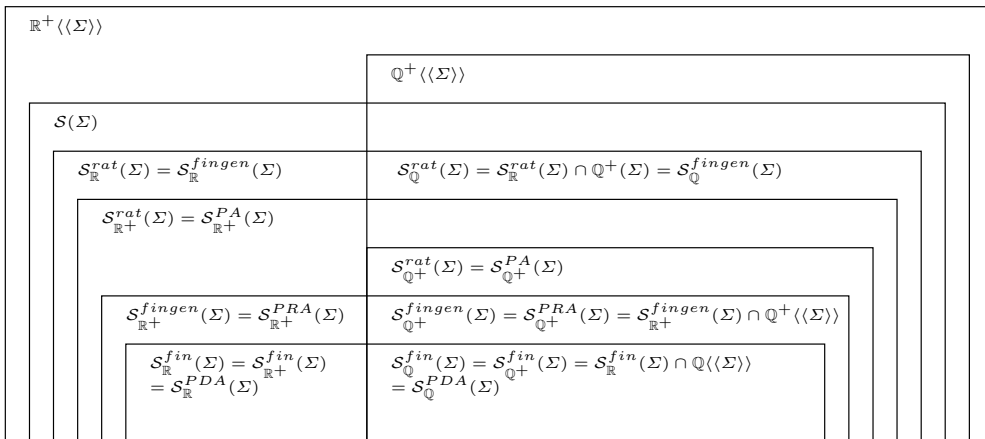 ℝ⁺⟨⟨Σ⟩⟩
ℚ⁺⟨⟨Σ⟩⟩
𝒮(Σ)
𝒮_ℝ^{rat}(Σ) = 𝒮_ℝ^{fingen}(Σ)
𝒮_ℚ^{rat}(Σ) = 𝒮_ℝ^{rat}(Σ) ∩ ℚ⁺(Σ) = 𝒮_ℚ^{fingen}(Σ)
𝒮_{ℝ⁺}^{rat}(Σ) = 𝒮_{ℝ⁺}^{PA}(Σ)
𝒮_{ℚ⁺}^{rat}(Σ) = 𝒮_{ℚ⁺}^{PA}(Σ)
𝒮_{ℝ⁺}^{fingen}(Σ) = 𝒮_{ℝ⁺}^{PRA}(Σ)
𝒮_{ℚ⁺}^{fingen}(Σ) = 𝒮_{ℚ⁺}^{PRA}(Σ) = 𝒮_{ℝ⁺}^{fingen}(Σ) ∩ ℚ⁺⟨⟨Σ⟩⟩
𝒮_ℝ^{fin}(Σ) = 𝒮_{ℝ⁺}^{fin}(Σ)
= 𝒮_ℝ^{PDA}(Σ)
𝒮_ℚ^{fin}(Σ) = 𝒮_{ℚ⁺}^{fin}(Σ) = 𝒮_ℝ^{fin}(Σ) ∩ ℚ⟨⟨Σ⟩⟩
= 𝒮_ℚ^{PDA}(Σ)